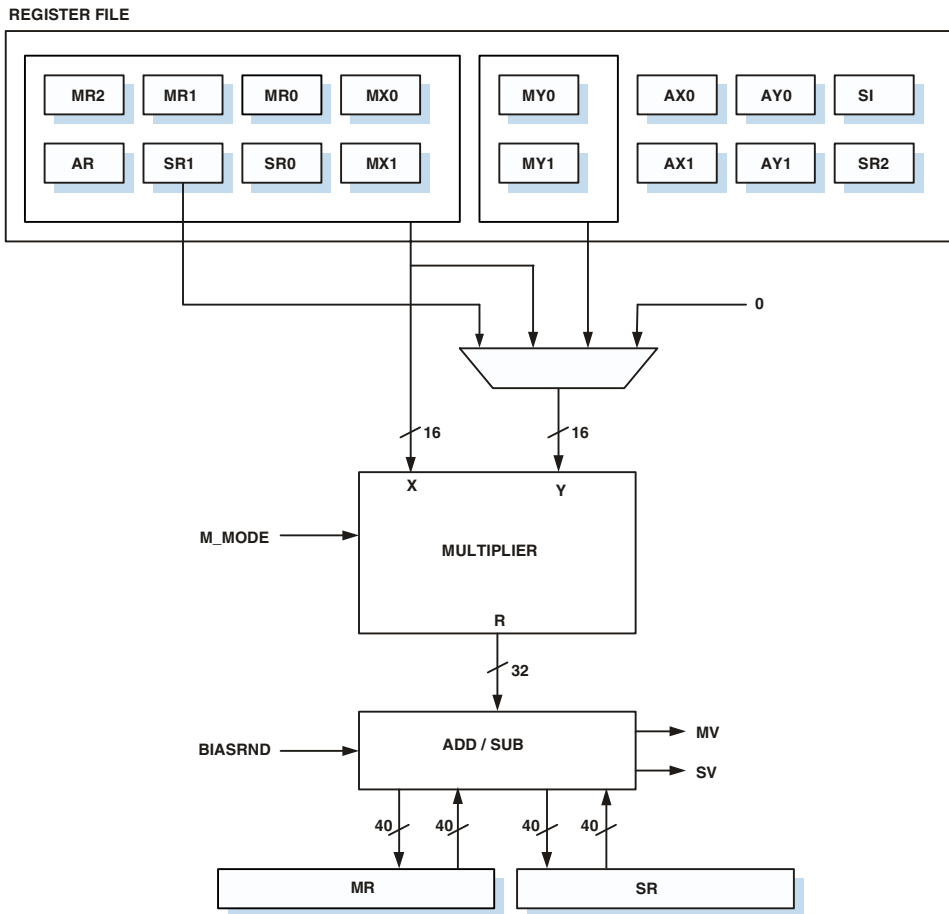 REGISTER FILE
MR2 MR1 MR0 MX0 MY0 AX0 AY0 SI
AR SR1 SR0 MX1 MY1 AX1 AY1 SR2
0
16 16
X Y
M_MODE
MULTIPLIER
R
32
BIASRND
ADD / SUB
MV
SV
40 40 40 40
MR SR